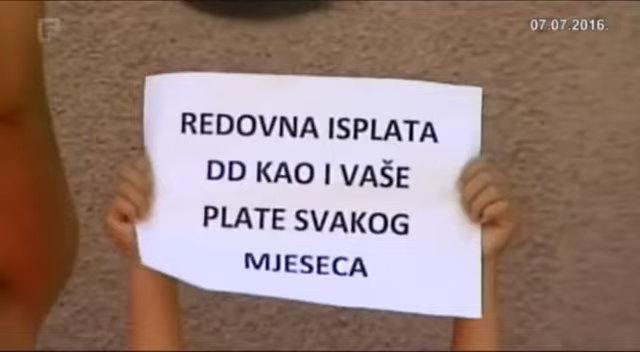 07.07.2016.
REDOVNA ISPLATA
DD KAO I VAŠE
PLATE SVAKOG
MJESECA